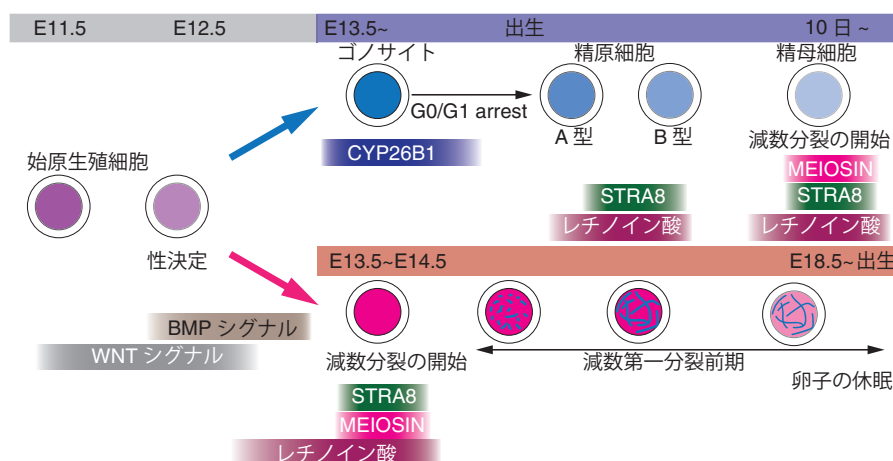 E11.5 E12.5 E13.5~ 出生 10 日 ~
ゴノサイト 精原細胞 精母細胞
G0/G1 arrest
A 型 B 型 減数分裂の開始
CYP26B1
MEIOSIN
STRA8 STRA8
レチノイン酸 レチノイン酸
始原生殖細胞
性決定
E13.5~E14.5 E18.5~ 出生
BMP シグナル
WNT シグナル
減数分裂の開始 減数第一分裂前期
卵子の休眠
STRA8
MEIOSIN
レチノイン酸